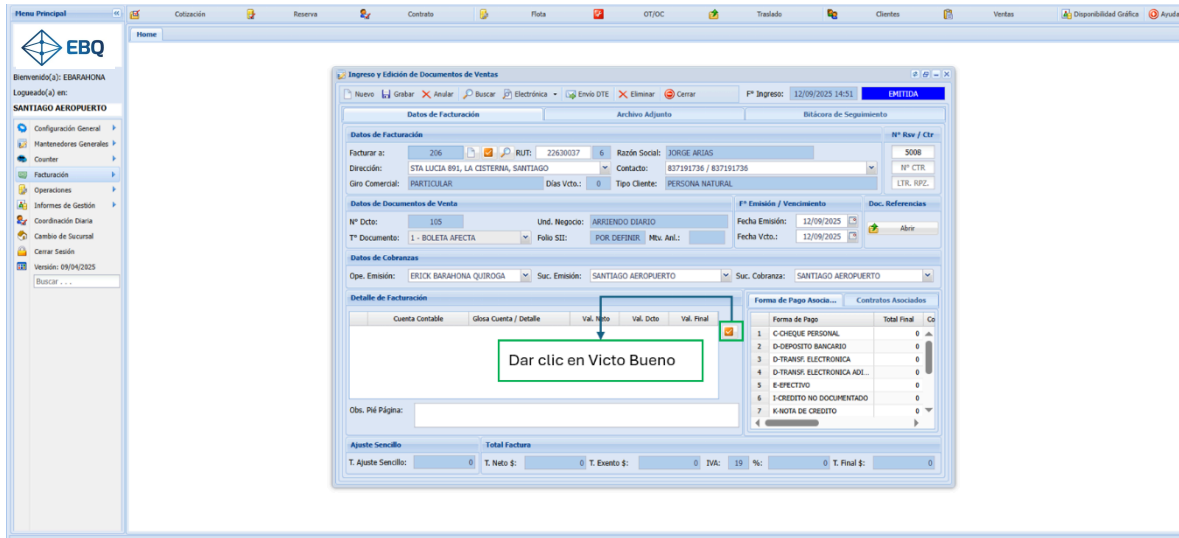 Menu Principal
Cotización Reserva Contrato Flota OT/OC Traslado Clientes Ventas Disponibilidad Gráfica Ayuda
EBQ
Bienvenido(a): EBARAHONA
Logueado(a) en:
SANTIAGO AEROPUERTO
Configuración General
Mantenedores Generales
Counter
Facturación
Operaciones
Informes de Gestión
Coordinación Diaria
Cambio de Sucursal
Cerrar Sesión
Versión: 09/04/2025
Buscar . . .
Home
Ingreso y Edición de Documentos de Ventas
Nuevo Grabar Anular Buscar Electrónica Envío DTE Eliminar Cerrar F° Ingreso: 12/09/2025 14:51 EMITIDA
Datos de Facturación Archivo Adjunto Bitácora de Seguimiento
Datos de Facturación N° Rsv / Ctr
Facturar a: 206 RUT: 22630037 6 Razón Social: JORGE ARIAS 5008
Dirección: STA LUCIA 891, LA CISTERNA, SANTIAGO Contacto: 837191736 / 837191736 N° CTR
Giro Comercial: PARTICULAR Días Vcto.: 0 Tipo Cliente: PERSONA NATURAL LTR. RPZ.
Datos de Documentos de Venta F° Emisión / Vencimiento Doc. Referencias
N° Dcto: 105 Und. Negocio: ARRIENDO DIARIO Fecha Emisión: 12/09/2025 Abrir
T° Documento: 1 - BOLETA AFECTA Folio SII: POR DEFINIR Mtv. Anl.: Fecha Vcto.: 12/09/2025
Datos de Cobranzas
Ope. Emisión: ERICK BARAHONA QUIROGA Suc. Emisión: SANTIAGO AEROPUERTO Suc. Cobranza: SANTIAGO AEROPUERTO
Detalle de Facturación Forma de Pago Asocia... Contratos Asociados
Cuenta Contable Glosa Cuenta / Detalle Val. Neto Val. Dcto Val. Final
Forma de Pago Total Final Co
1 C-CHEQUE PERSONAL 0
2 D-DEPOSITO BANCARIO 0
3 D-TRANSF. ELECTRONICA 0
4 D-TRANSF. ELECTRONICA ADI... 0
5 E-EFECTIVO 0
6 I-CREDITO NO DOCUMENTADO 0
7 K-NOTA DE CREDITO 0
Dar clic en Victo Bueno
Obs. Pié Página:
Ajuste Sencillo Total Factura
T. Ajuste Sencillo: 0 T. Neto $: 0 T. Exento $: 0 IVA: 19 %: 0 T. Final $: 0